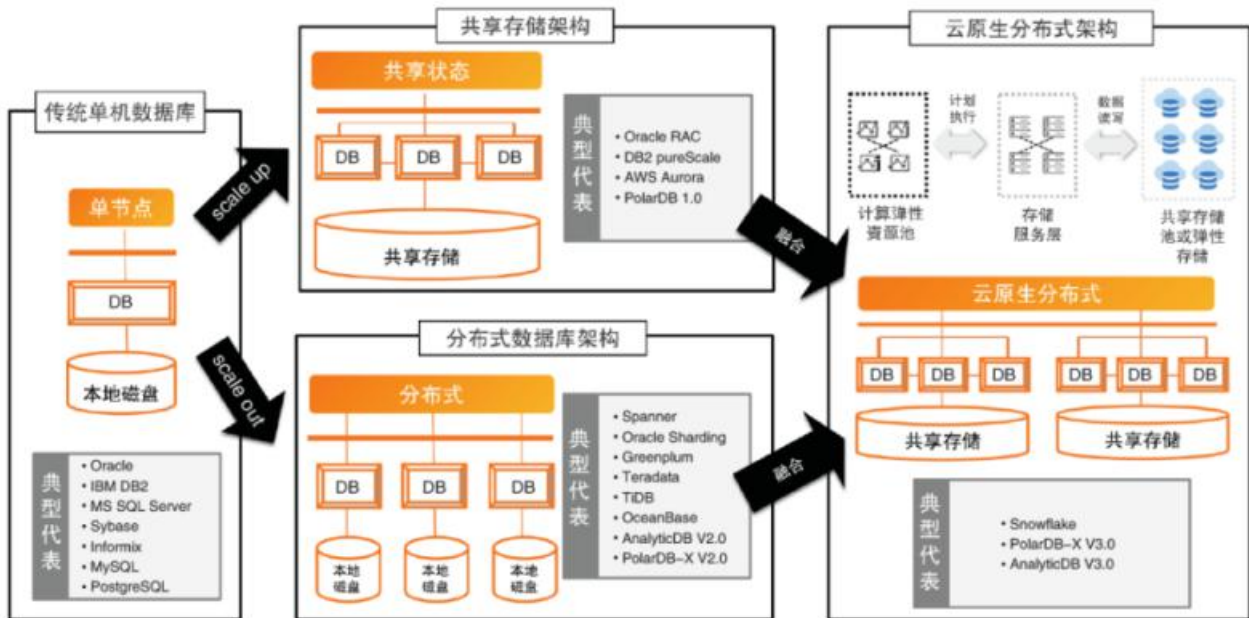 传统单机数据库
单节点
DB
本地磁盘
典型代表
• Oracle
• IBM DB2
• MS SQL Server
• Sybase
• Informix
• MySQL
• PostgreSQL
scale up
scale out
共享存储架构
共享状态
DB DB DB
共享存储
典型代表
• Oracle RAC
• DB2 pureScale
• AWS Aurora
• PolarDB 1.0
分布式数据库架构
分布式
DB DB DB
本地 本地 本地
磁盘 磁盘 磁盘
典型代表
• Spanner
• Oracle Sharding
• Greenplum
• Teradata
• TiDB
• OceanBase
• AnalyticDB V2.0
• PolarDB-X V2.0
融合
融合
云原生分布式架构
计划
执行
数据
读写
计算弹性
资源池
存储
服务层
共享存储
池或弹性
存储
云原生分布式
DB DB DB DB DB DB
共享存储 共享存储
典型代表
• Snowflake
• PolarDB-X V3.0
• AnalyticDB V3.0